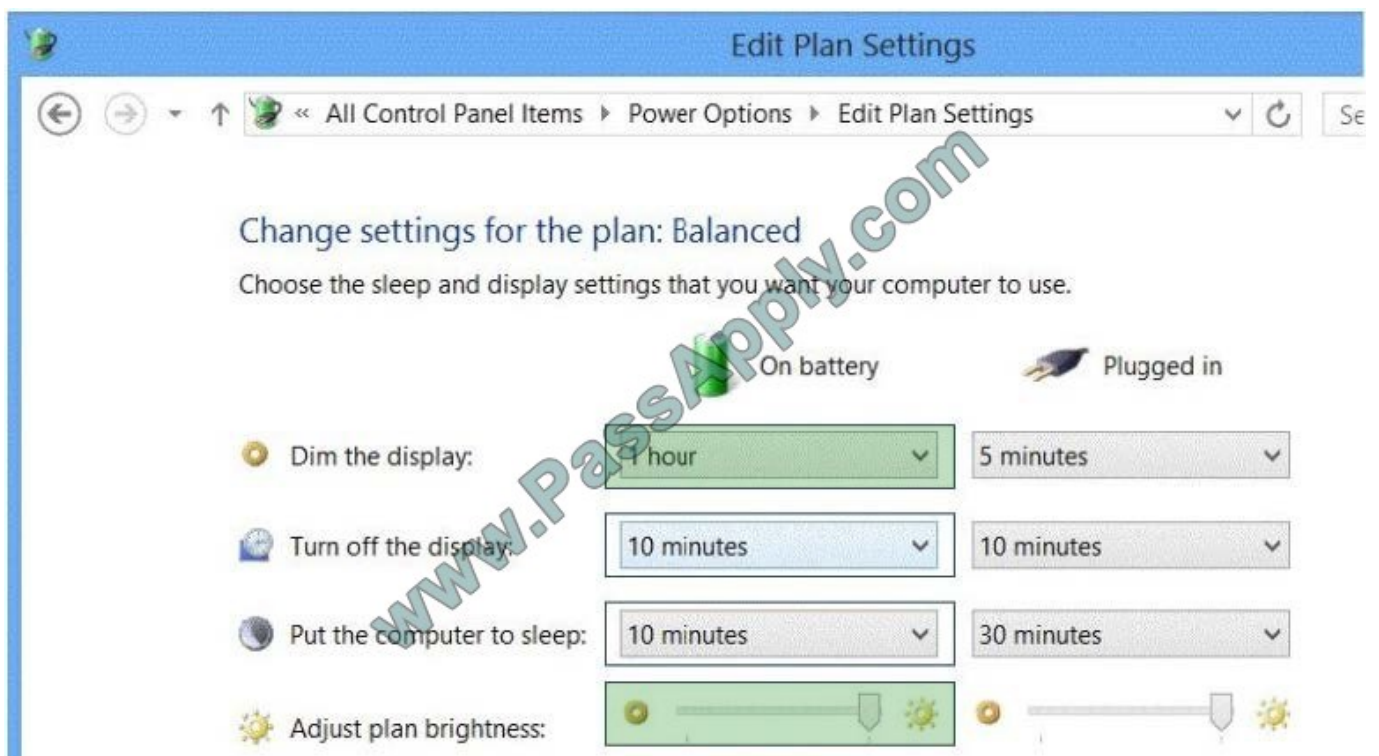 Edit Plan Settings
« All Control Panel Items Power Options Edit Plan Settings
Se
Change settings for the plan: Balanced
Choose the sleep and display settings that you want your computer to use.
On battery Plugged in
Dim the display: 1 hour 5 minutes
Turn off the display: 10 minutes 10 minutes
Put the computer to sleep: 10 minutes 30 minutes
Adjust plan brightness:
www.PassApply.com